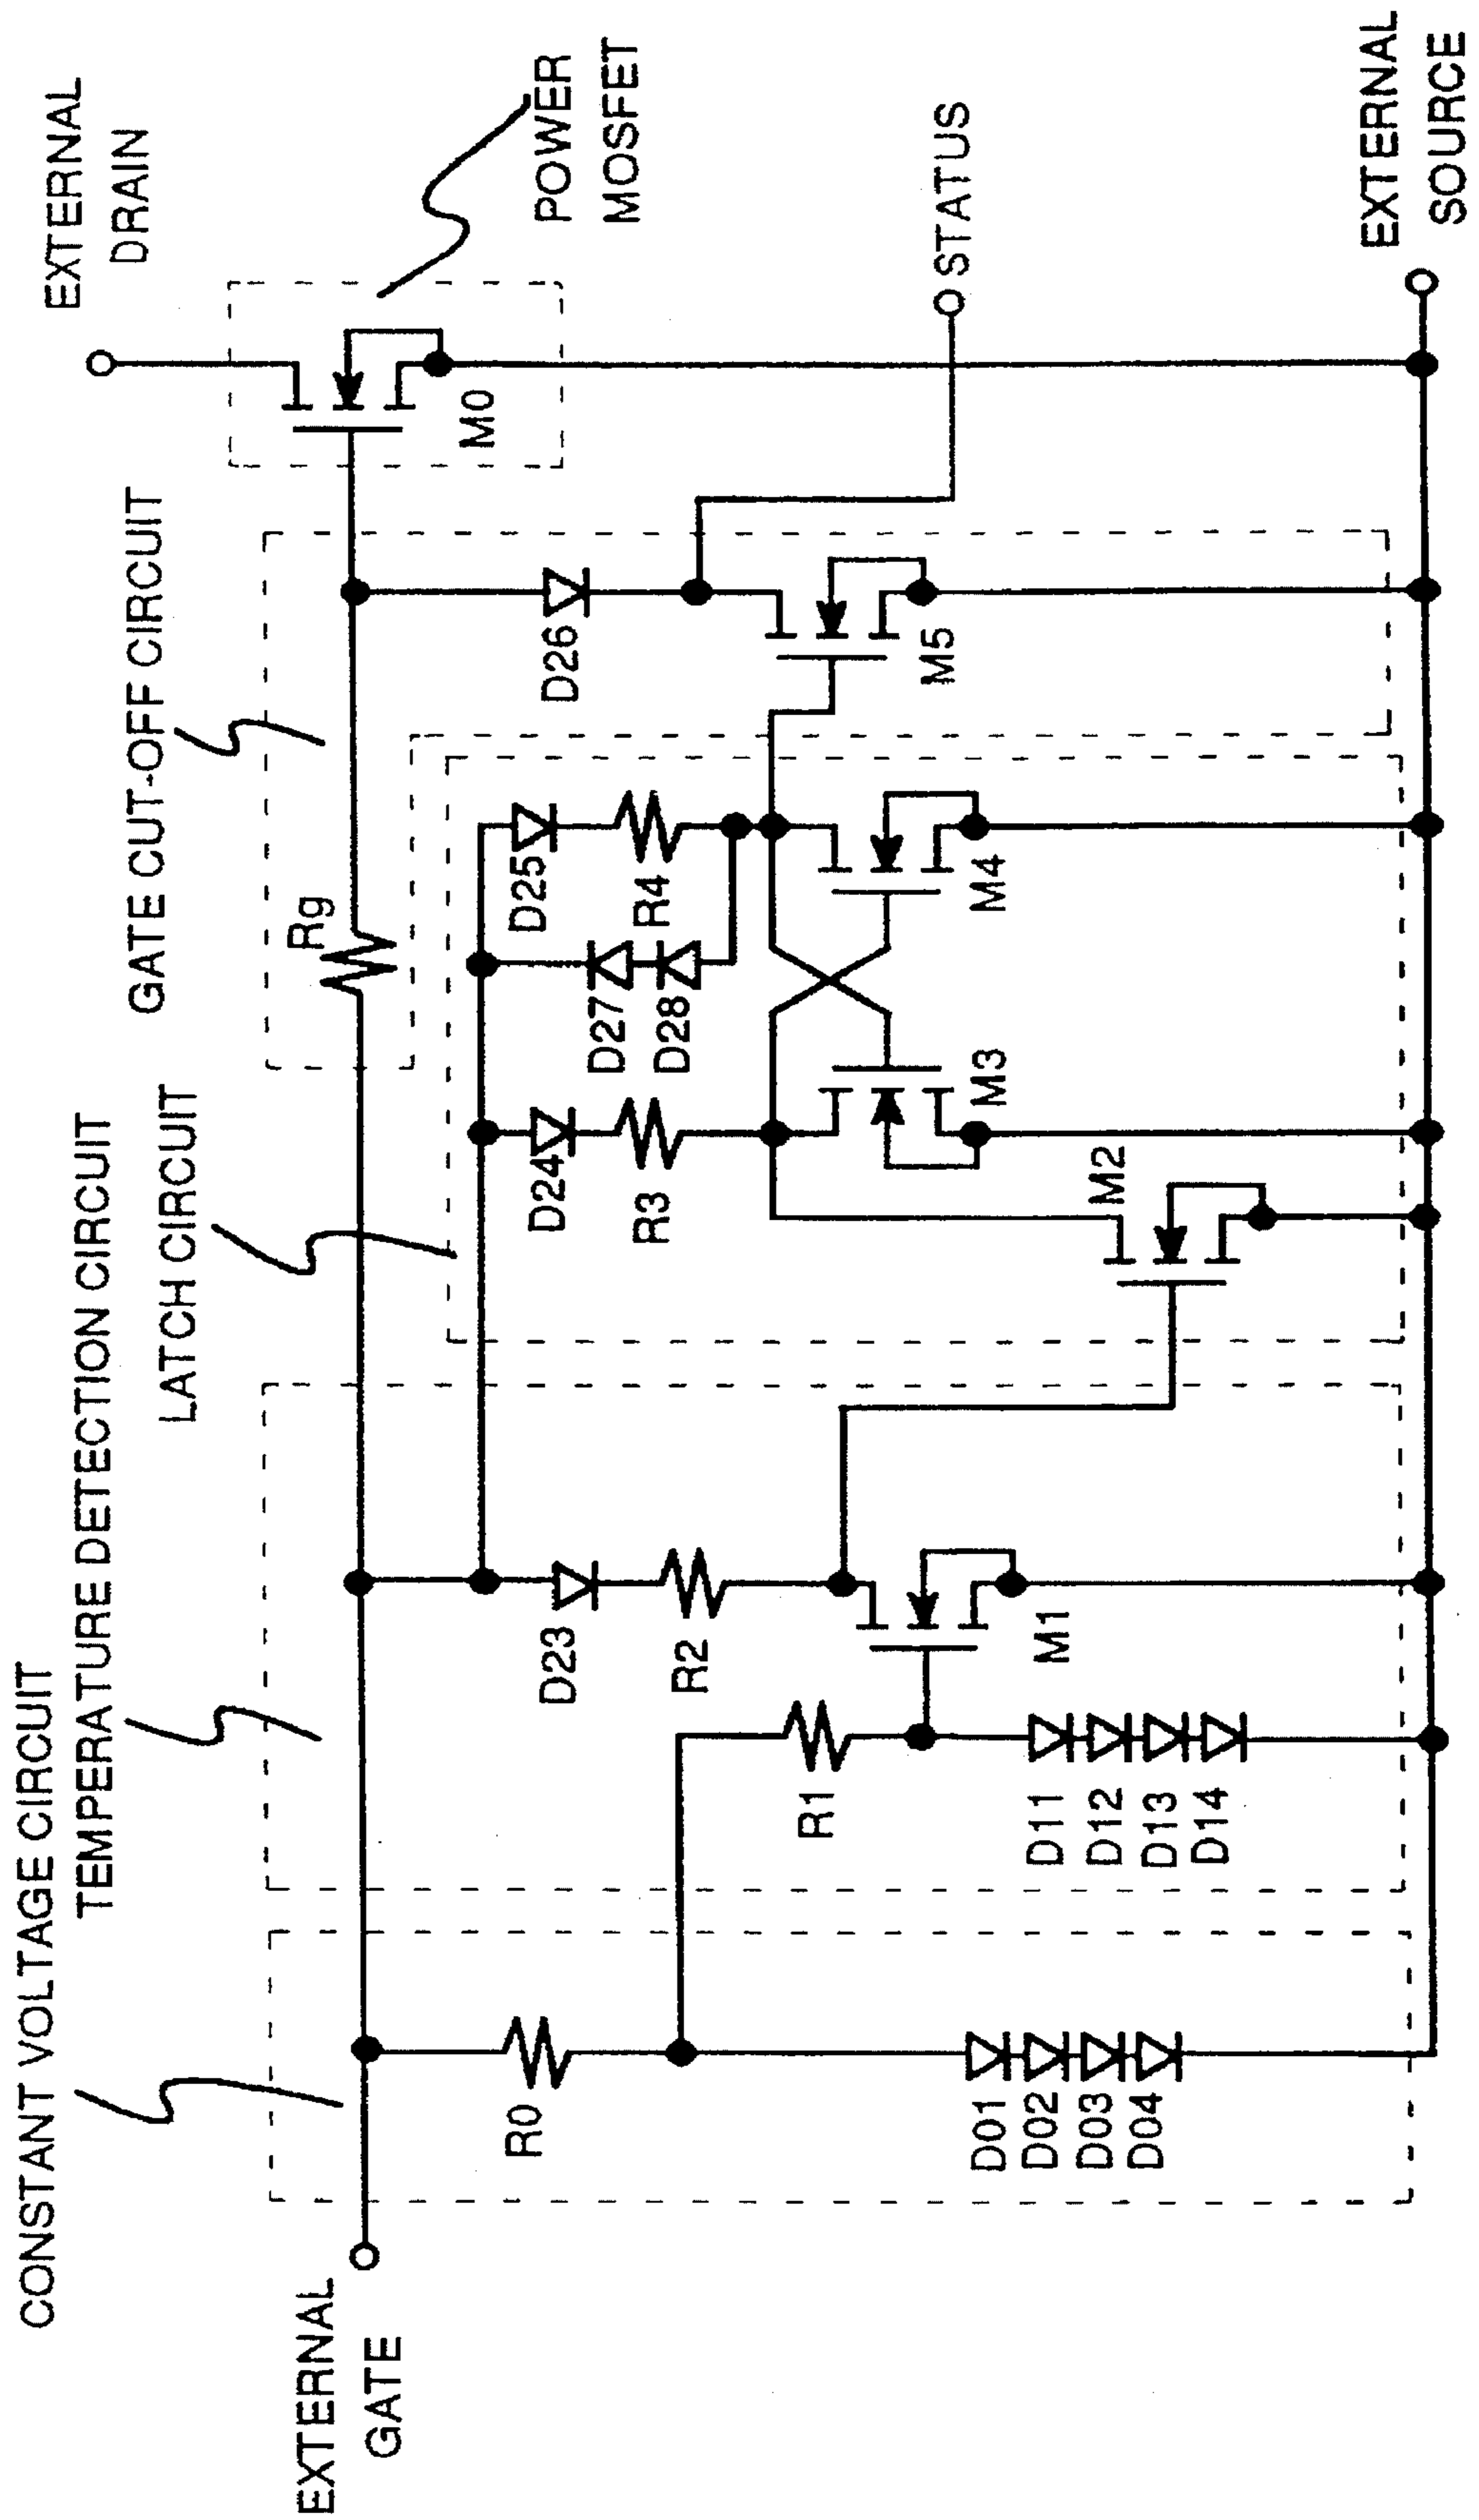 CONSTANT VOLTAGE CIRCUIT
TEMPERATURE DETECTION CIRCUIT
LATCH CIRCUIT
GATE CUT-OFF CIRCUIT
EXTERNAL
DRAIN
POWER
MOSFET
EXTERNAL
GATE
Rg
M0
R0
D23
R2
D24
R3
D27
D28
D25
R4
D26
STATUS
R1
M1
M2
M3
M4
M5
D01
D02
D03
D04
D11
D12
D13
D14
EXTERNAL
SOURCE